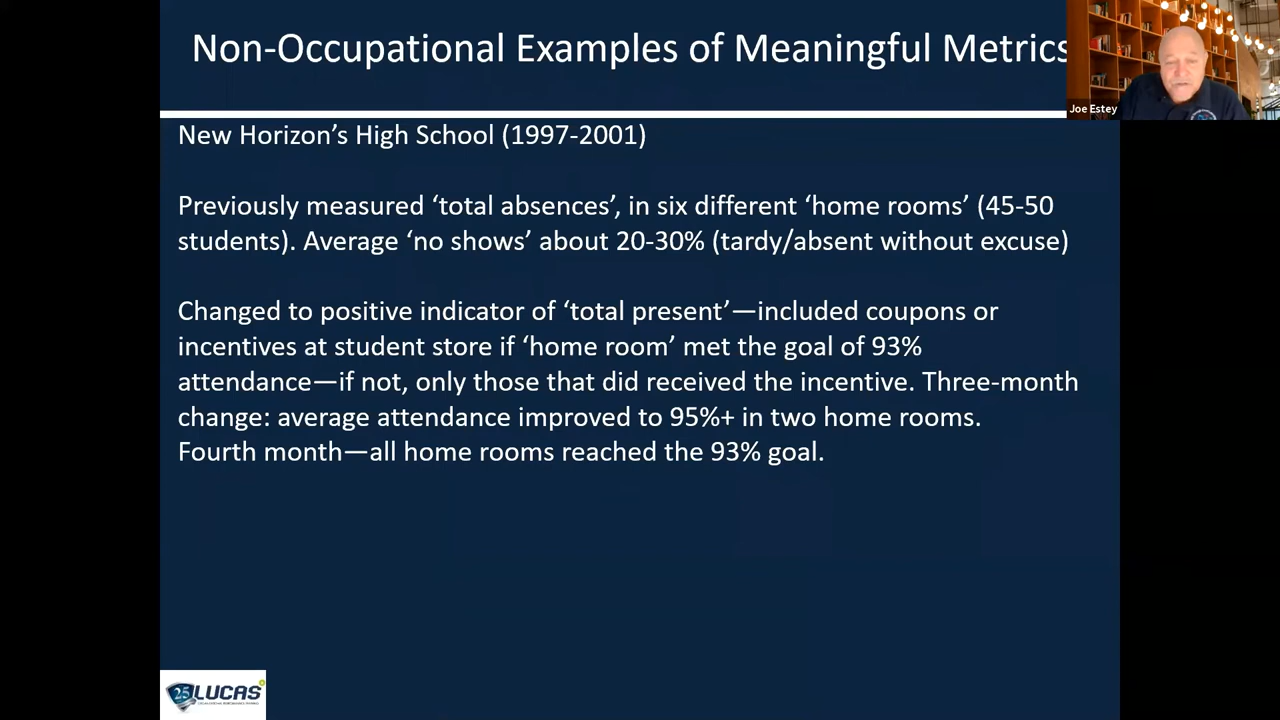 Non-Occupational Examples of Meaningful Metrics
Joe Estey
New Horizon’s High School (1997-2001)
Previously measured ‘total absences’, in six different ‘home rooms’ (45-50
students). Average ‘no shows’ about 20-30% (tardy/absent without excuse)
Changed to positive indicator of ‘total present’—included coupons or
incentives at student store if ‘home room’ met the goal of 93%
attendance—if not, only those that did received the incentive. Three-month
change: average attendance improved to 95%+ in two home rooms.
Fourth month—all home rooms reached the 93% goal.
25 LUCAS